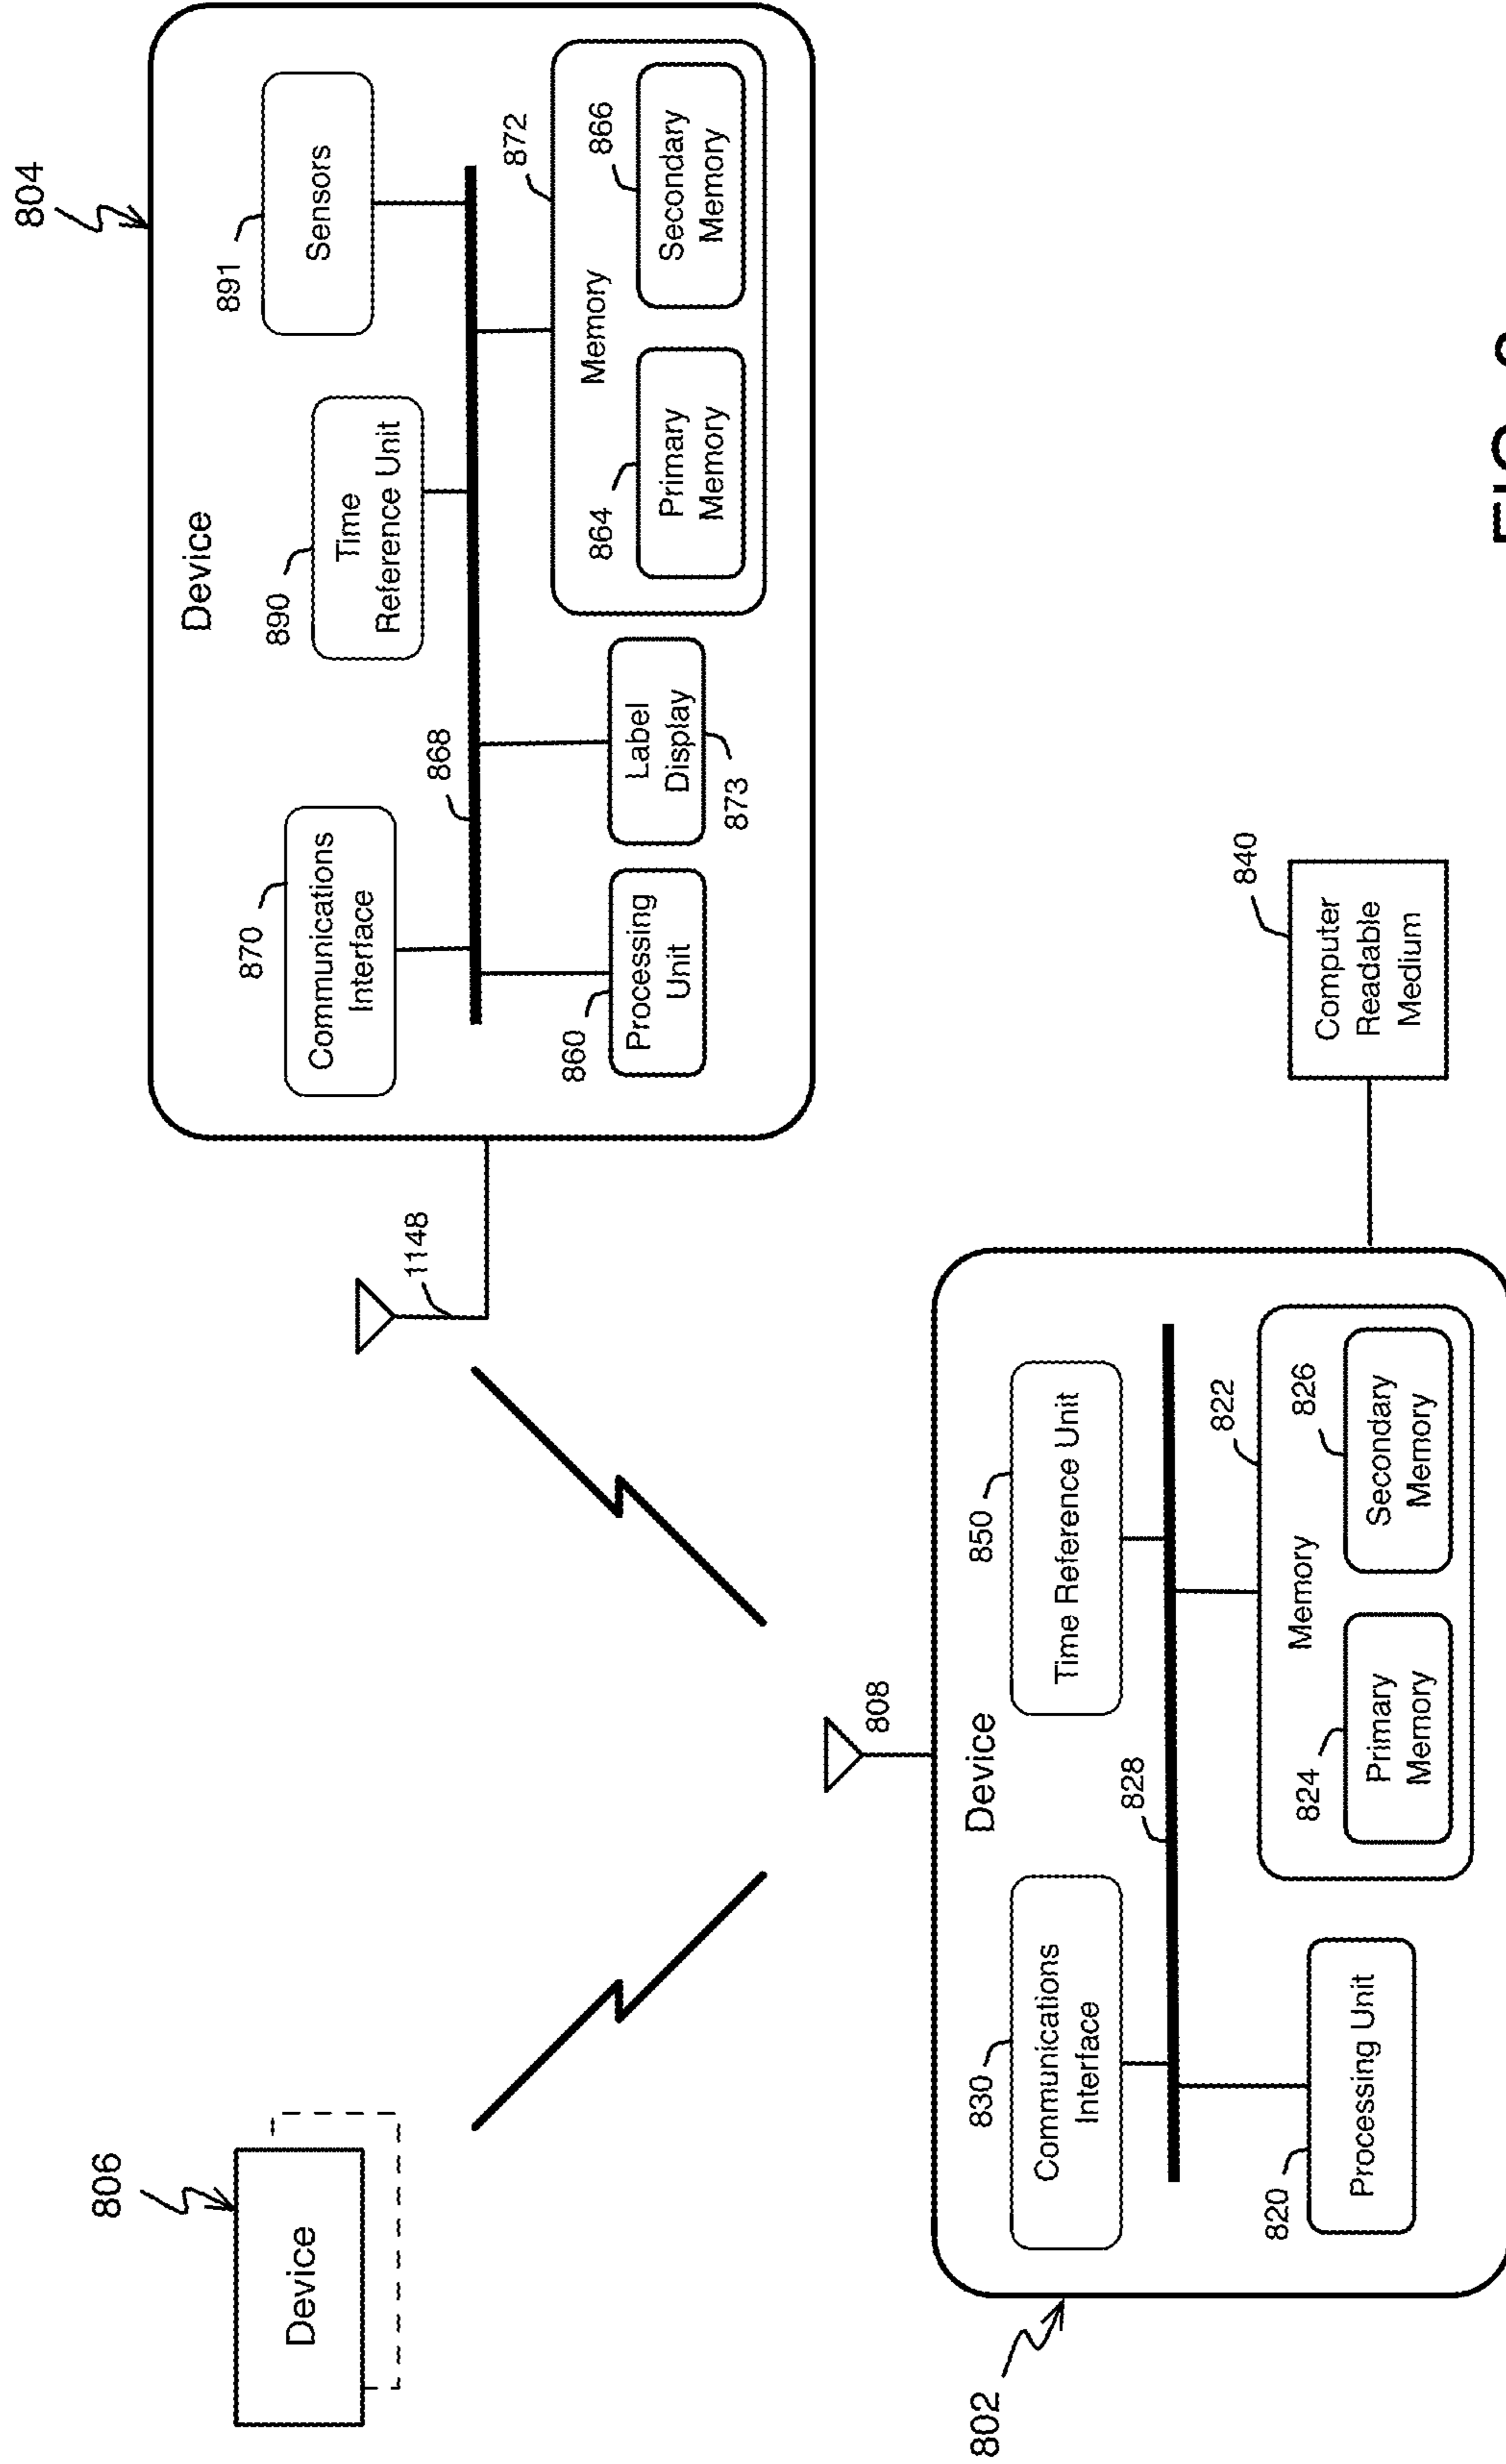 804
806
Device
Device
891
Sensors
890
Time
Reference Unit
870
Communications
Interface
868
1148
872
Memory
860
Processing
Unit
Label
Display
873
864
Primary
Memory
866
Secondary
Memory
808
802
Device
830
Communications
Interface
850
Time Reference Unit
828
822
Memory
820
Processing Unit
824
Primary
Memory
826
Secondary
Memory
840
Computer
Readable
Medium
FIG.